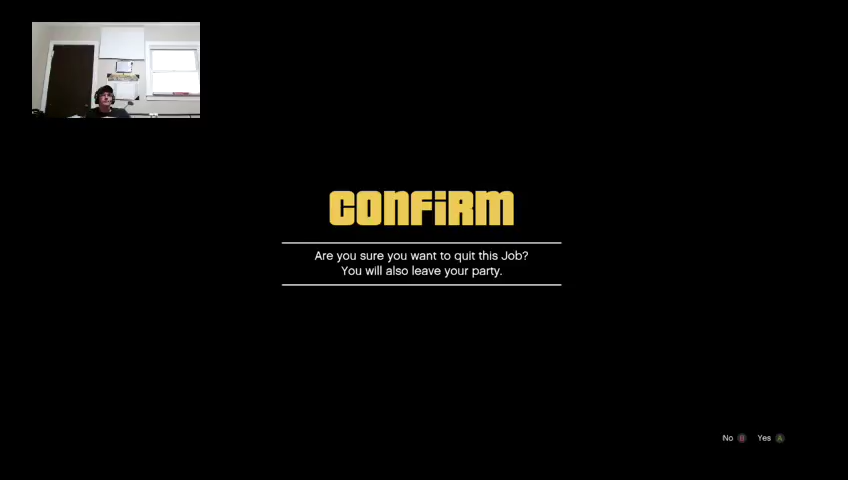 CONFIRM
Are you sure you want to quit this Job?
You will also leave your party.
No B Yes A